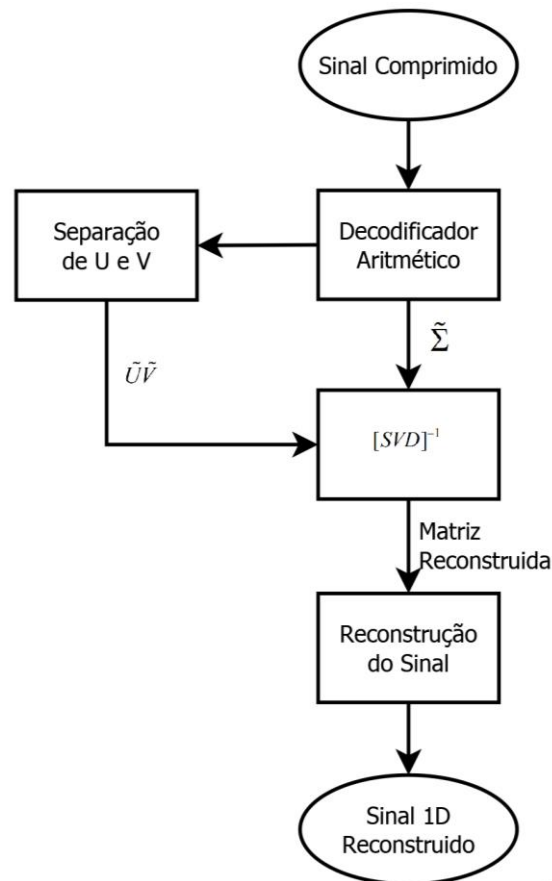 Sinal Comprimido
Separação
de U e V
Decodificador
Aritmético
Σ̃
ŨṼ
[SVD]⁻¹
Matriz
Reconstruida
Reconstrução
do Sinal
Sinal 1D
Reconstruido